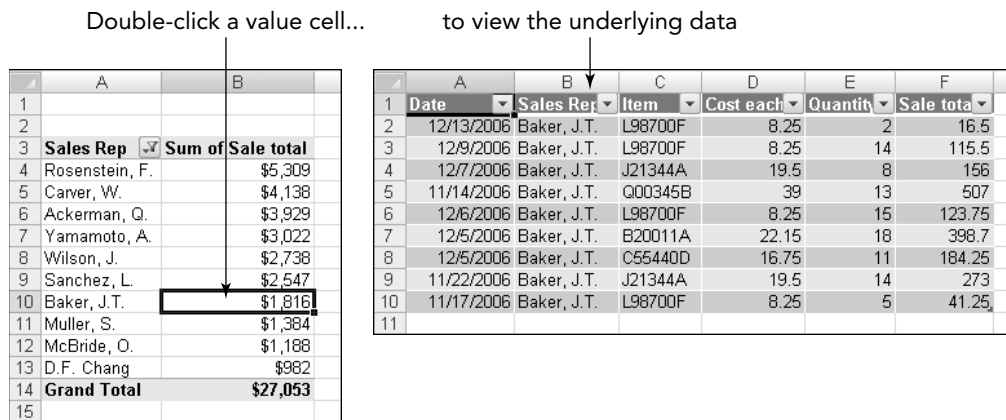 Double-click a value cell... to view the underlying data
A B
1
2
3 Sales Rep Sum of Sale total
4 Rosenstein, F. $5,309
5 Carver, W. $4,138
6 Ackerman, Q. $3,929
7 Yamamoto, A. $3,022
8 Wilson, J. $2,738
9 Sanchez, L. $2,547
10 Baker, J.T. $1,816
11 Muller, S. $1,384
12 McBride, O. $1,188
13 D.F. Chang $982
14 Grand Total $27,053
15
A B C D E F
1 Date Sales Rep Item Cost each Quantity Sale tota
2 12/13/2006 Baker, J.T. L98700F 8.25 2 16.5
3 12/9/2006 Baker, J.T. L98700F 8.25 14 115.5
4 12/7/2006 Baker, J.T. J21344A 19.5 8 156
5 11/14/2006 Baker, J.T. Q00345B 39 13 507
6 12/6/2006 Baker, J.T. L98700F 8.25 15 123.75
7 12/5/2006 Baker, J.T. B20011A 22.15 18 398.7
8 12/5/2006 Baker, J.T. C55440D 16.75 11 184.25
9 11/22/2006 Baker, J.T. J21344A 19.5 14 273
10 11/17/2006 Baker, J.T. L98700F 8.25 5 41.25
11